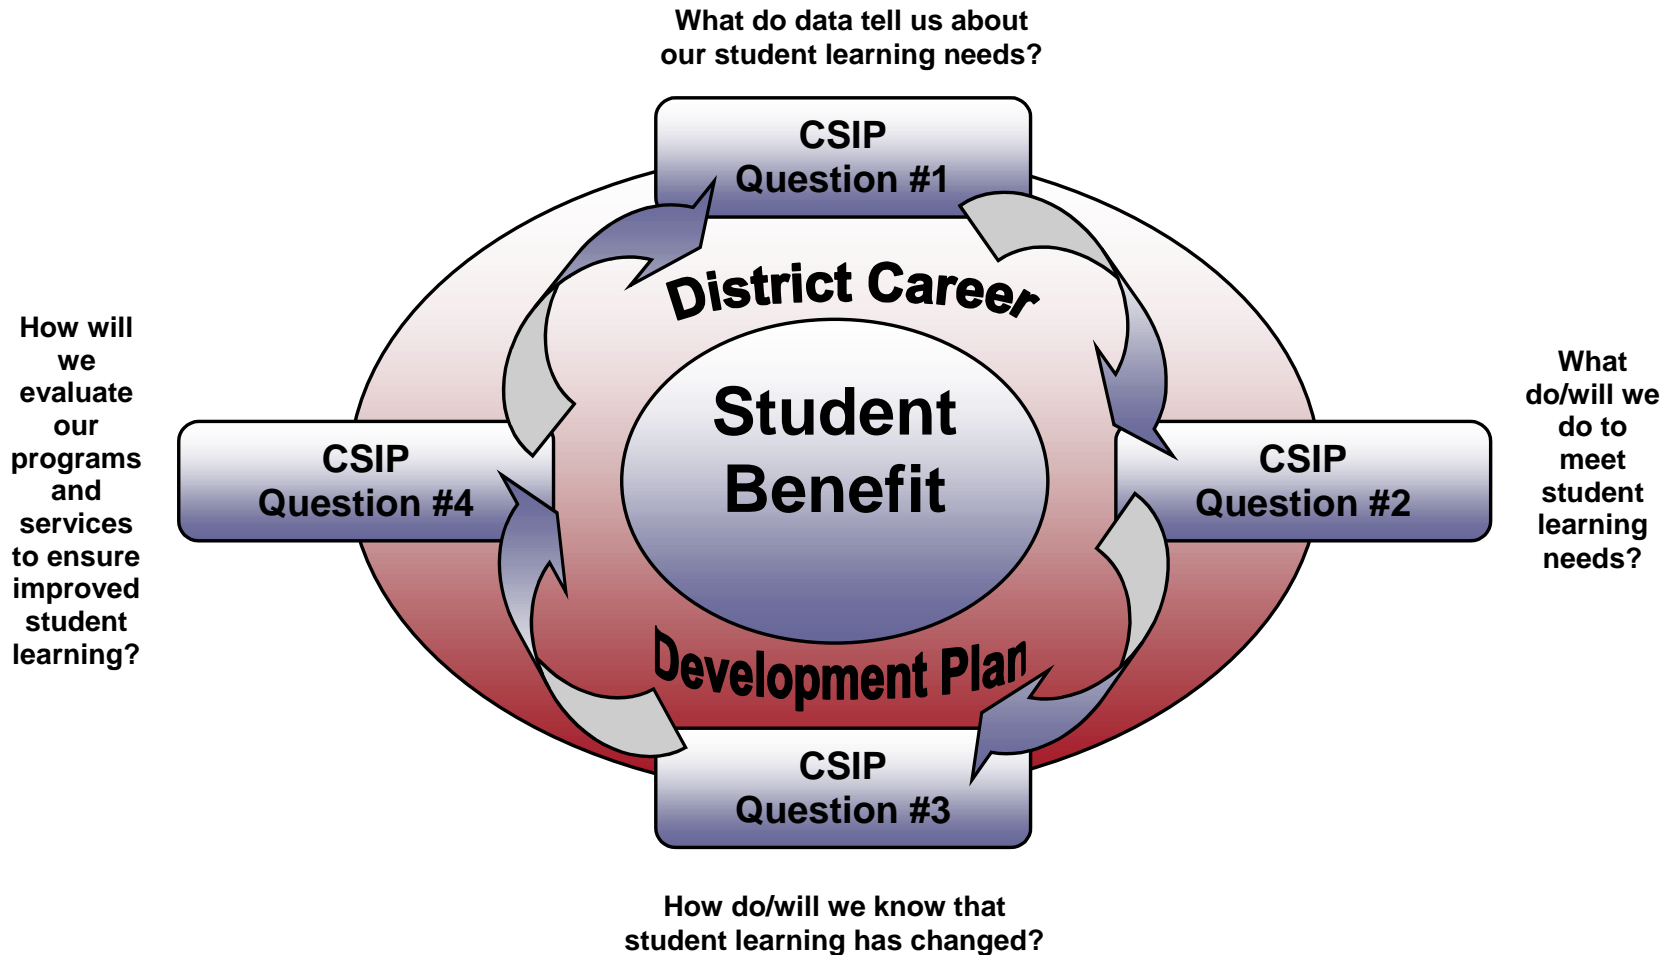 What do data tell us about
our student learning needs?
CSIP
Question #1
District Career
Student
Benefit
Development Plan
CSIP
Question #2
What
do/will we
do to
meet
student
learning
needs?
CSIP
Question #3
How do/will we know that
student learning has changed?
CSIP
Question #4
How will
we
evaluate
our
programs
and
services
to ensure
improved
student
learning?